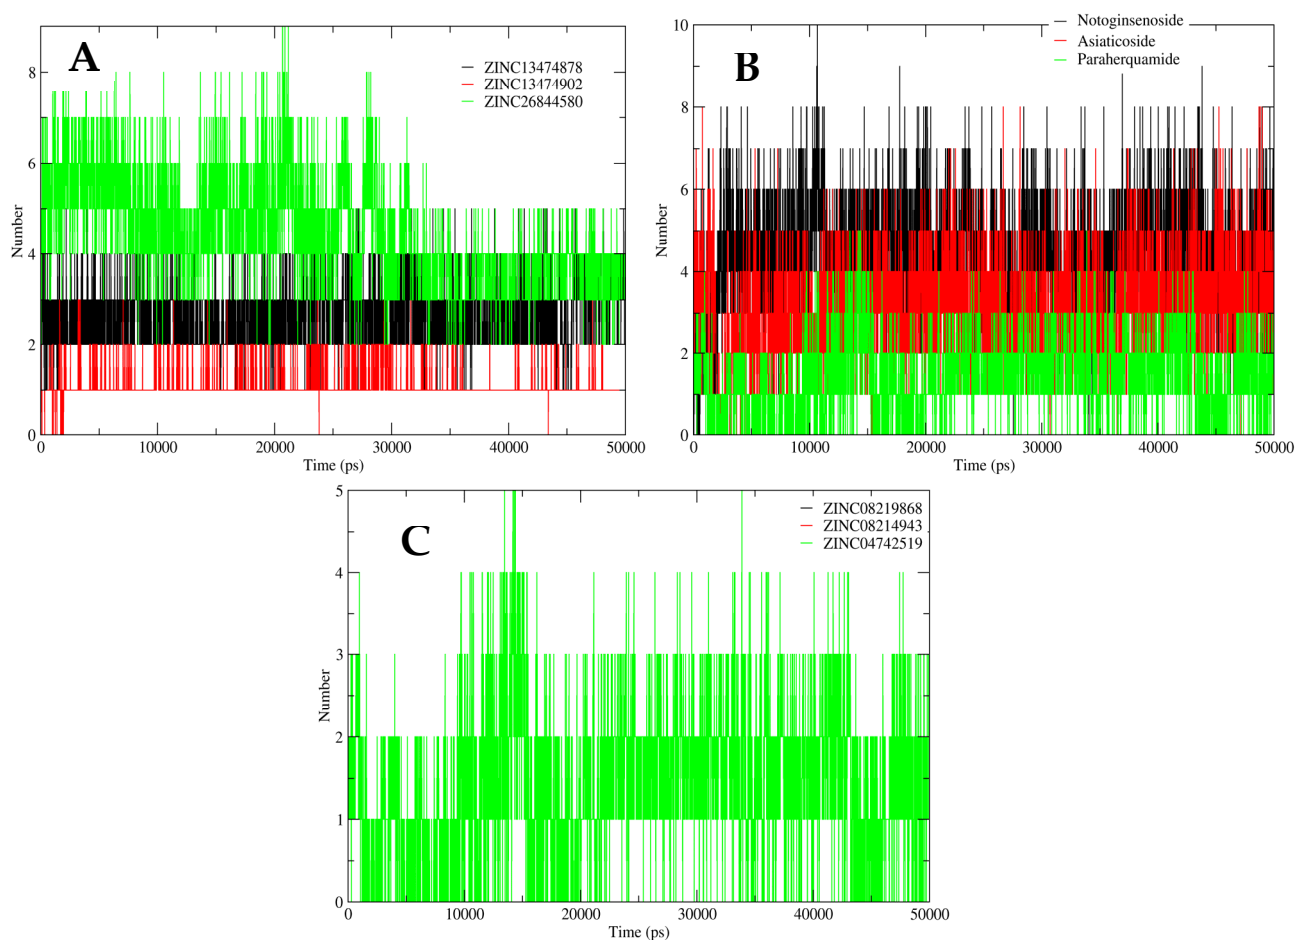 A
ZINC13474878
ZINC13474902
ZINC26844580
Number
8
6
4
2
0
0 10000 20000 30000 40000 50000
Time (ps)
B
Notoginsenoside
Asiaticoside
Paraherquamide
Number
10
8
6
4
2
0
0 10000 20000 30000 40000 50000
Time (ps)
C
ZINC08219868
ZINC08214943
ZINC04742519
Number
5
4
3
2
1
0
0 10000 20000 30000 40000 50000
Time (ps)